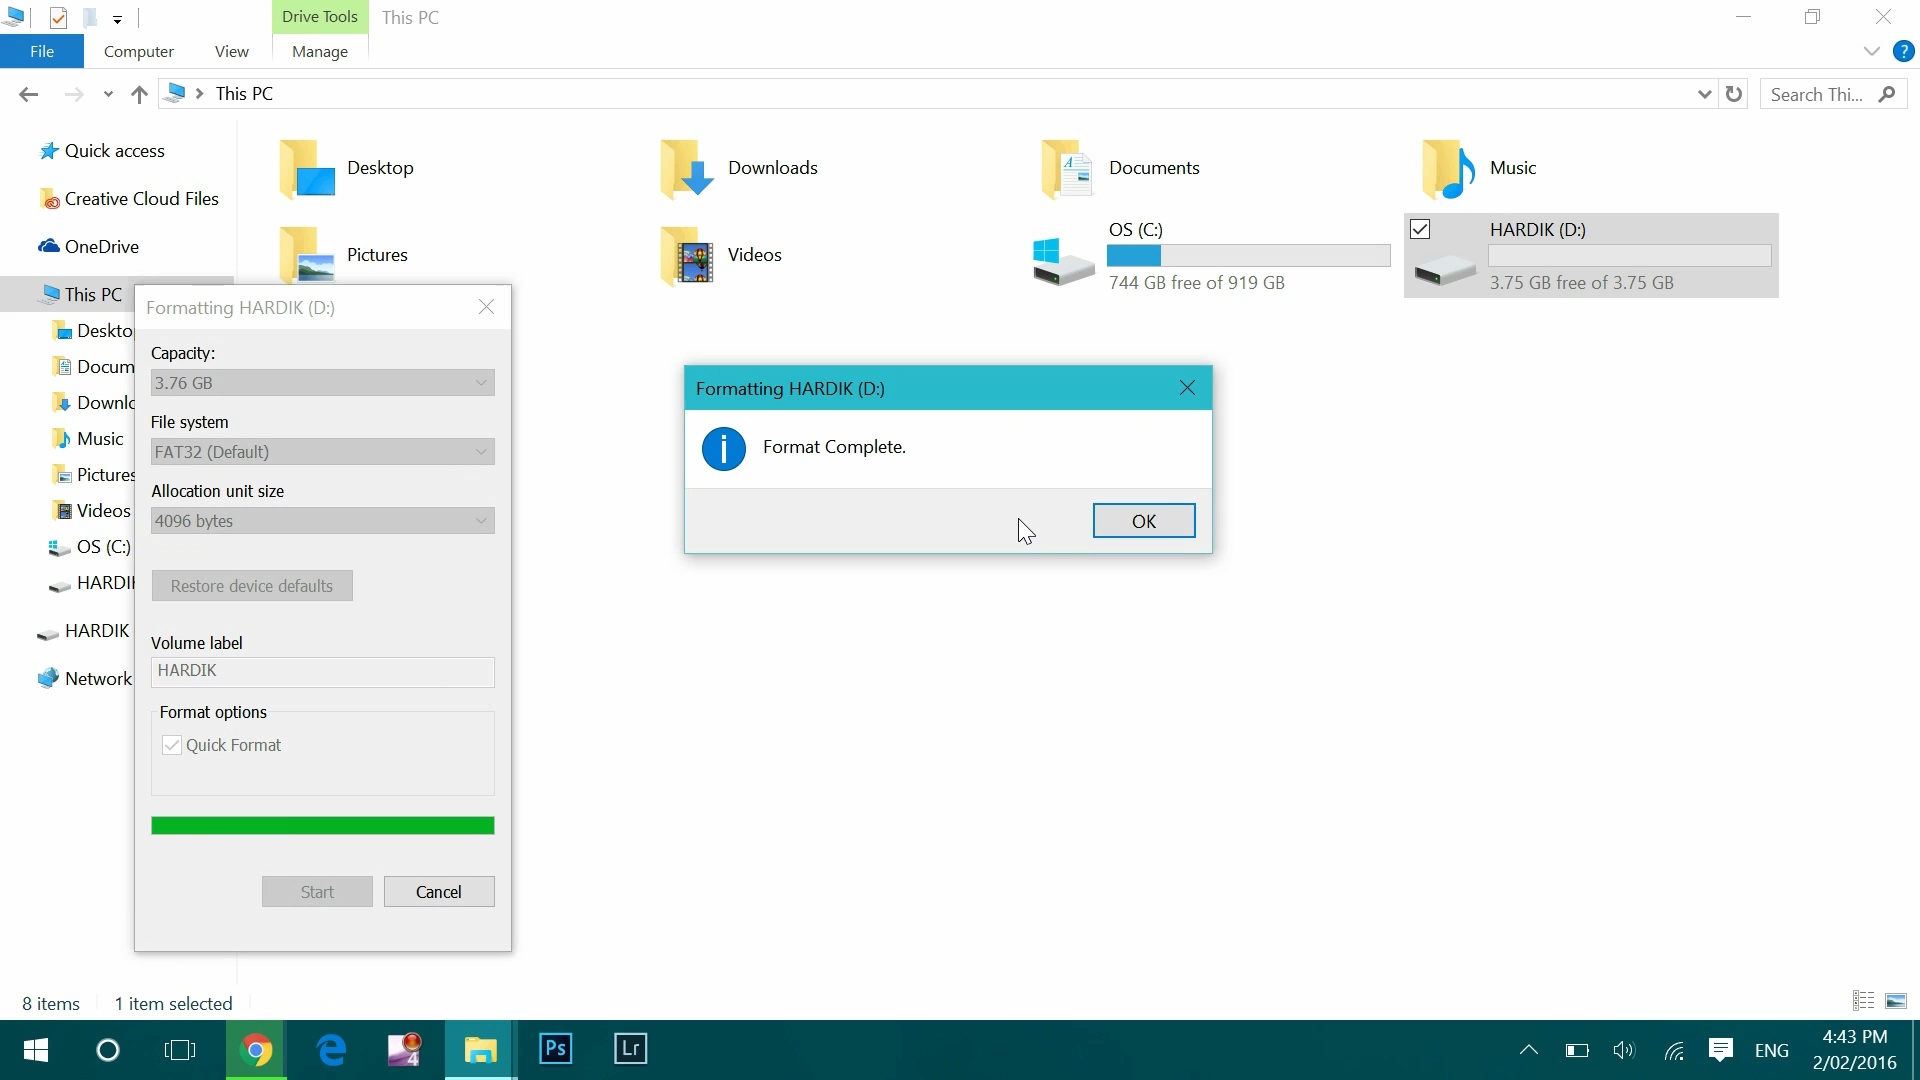 Drive Tools
This PC
File
Computer
View
Manage
This PC
Search Thi...
Quick access
Creative Cloud Files
OneDrive
This PC
Deskto
Docum
Downlo
Music
Pictures
Videos
OS (C:)
HARDI
HARDIK
Network
Desktop
Downloads
Documents
Music
Pictures
Videos
OS (C:)
744 GB free of 919 GB
HARDIK (D:)
3.75 GB free of 3.75 GB
Formatting HARDIK (D:)
Capacity:
3.76 GB
File system
FAT32 (Default)
Allocation unit size
4096 bytes
Restore device defaults
Volume label
HARDIK
Format options
Quick Format
Start
Cancel
Formatting HARDIK (D:)
Format Complete.
OK
8 items
1 item selected
4
Ps
Lr
ENG
4:43 PM
2/02/2016